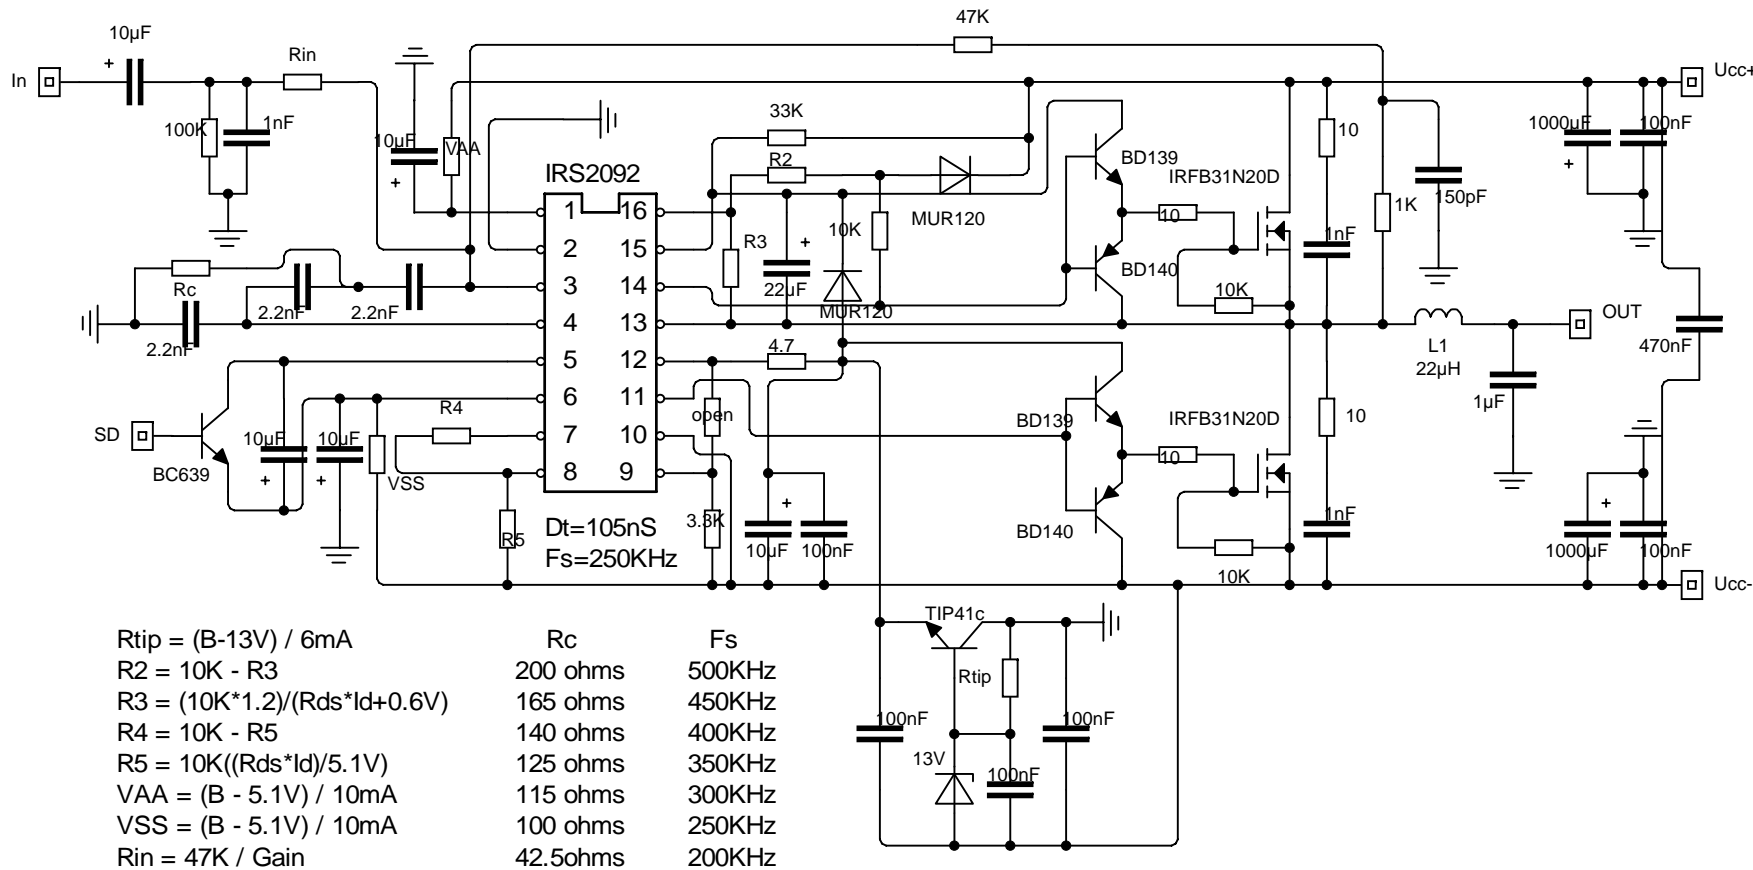 47K
10µF
Rin
In
Ucc+
33K
100K
1nF
10µF
VAA
10
1000µF
100nF
R2
BD139
IRS2092
IRFB31N20D
150pF
1K
1
16
MUR120
10
2
15
R3
10K
1nF
BD140
3
14
22µF
10K
Rc
2.2nF
2.2nF
MUR120
4
13
OUT
2.2nF
4.7
L1
470nF
22µH
5
12
1µF
6
11
R4
open
BD139
IRFB31N20D
10
SD
10µF
10µF
7
10
10
BC639
VSS
8
9
3.3K
1nF
R5
Dt=105nS
BD140
10µF
100nF
1000µF
100nF
Fs=250KHz
10K
Ucc-
TIP41c
Rtip = (B-13V) / 6mA
Rc
Fs
R2 = 10K - R3
200 ohms
500KHz
Rtip
R3 = (10K*1.2)/(Rds*Id+0.6V)
165 ohms
450KHz
100nF
100nF
R4 = 10K - R5
140 ohms
400KHz
R5 = 10K((Rds*Id)/5.1V)
125 ohms
350KHz
13V
100nF
VAA = (B - 5.1V) / 10mA
115 ohms
300KHz
VSS = (B - 5.1V) / 10mA
100 ohms
250KHz
Rin = 47K / Gain
42.5ohms
200KHz